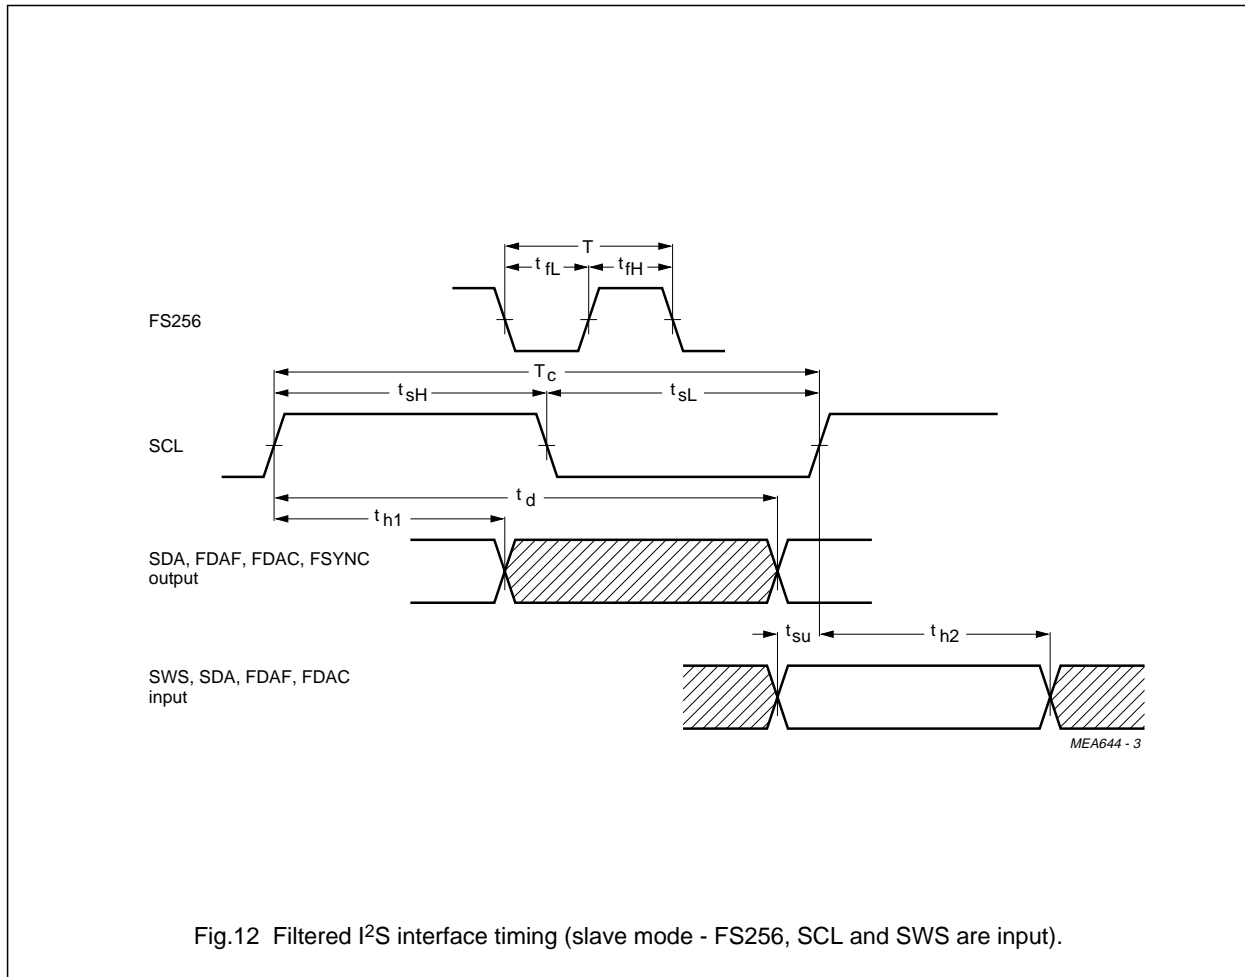 T
t fL t fH
FS256
Tc
t sH t sL
SCL
t d
t h1
SDA, FDAF, FDAC, FSYNC
output
t su t h2
SWS, SDA, FDAF, FDAC
input
MEA644 - 3
Fig.12 Filtered I²S interface timing (slave mode - FS256, SCL and SWS are input).